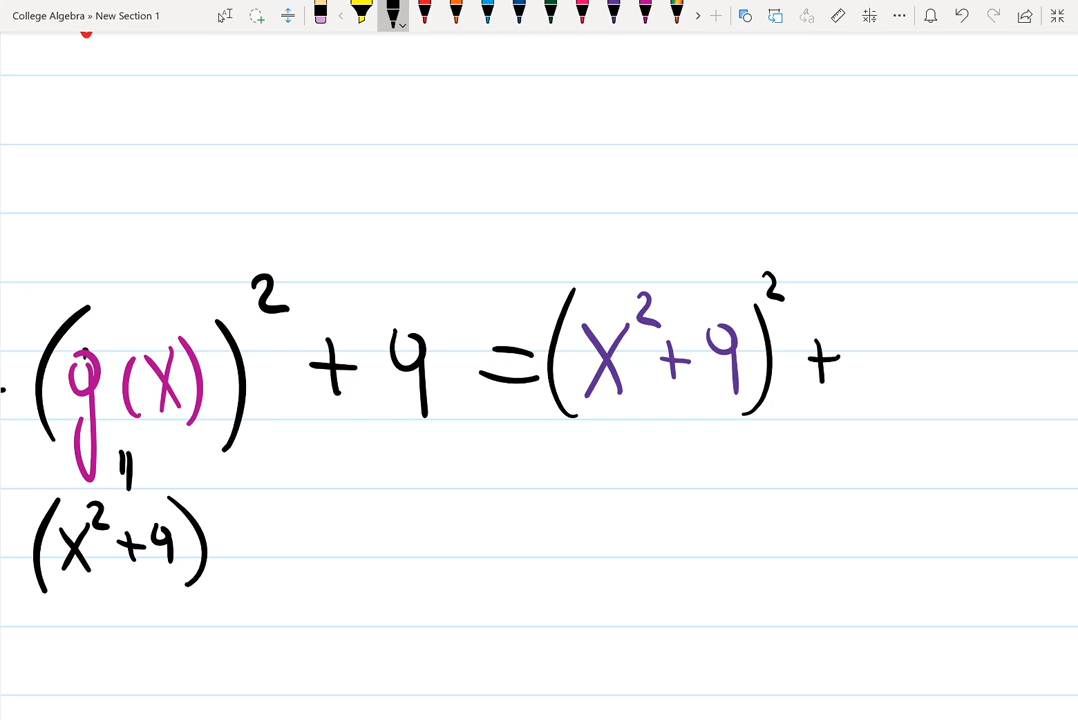 College Algebra » New Section 1
(g(x))² + 9 = (x² + 9)² +
॥
(x² + 9)